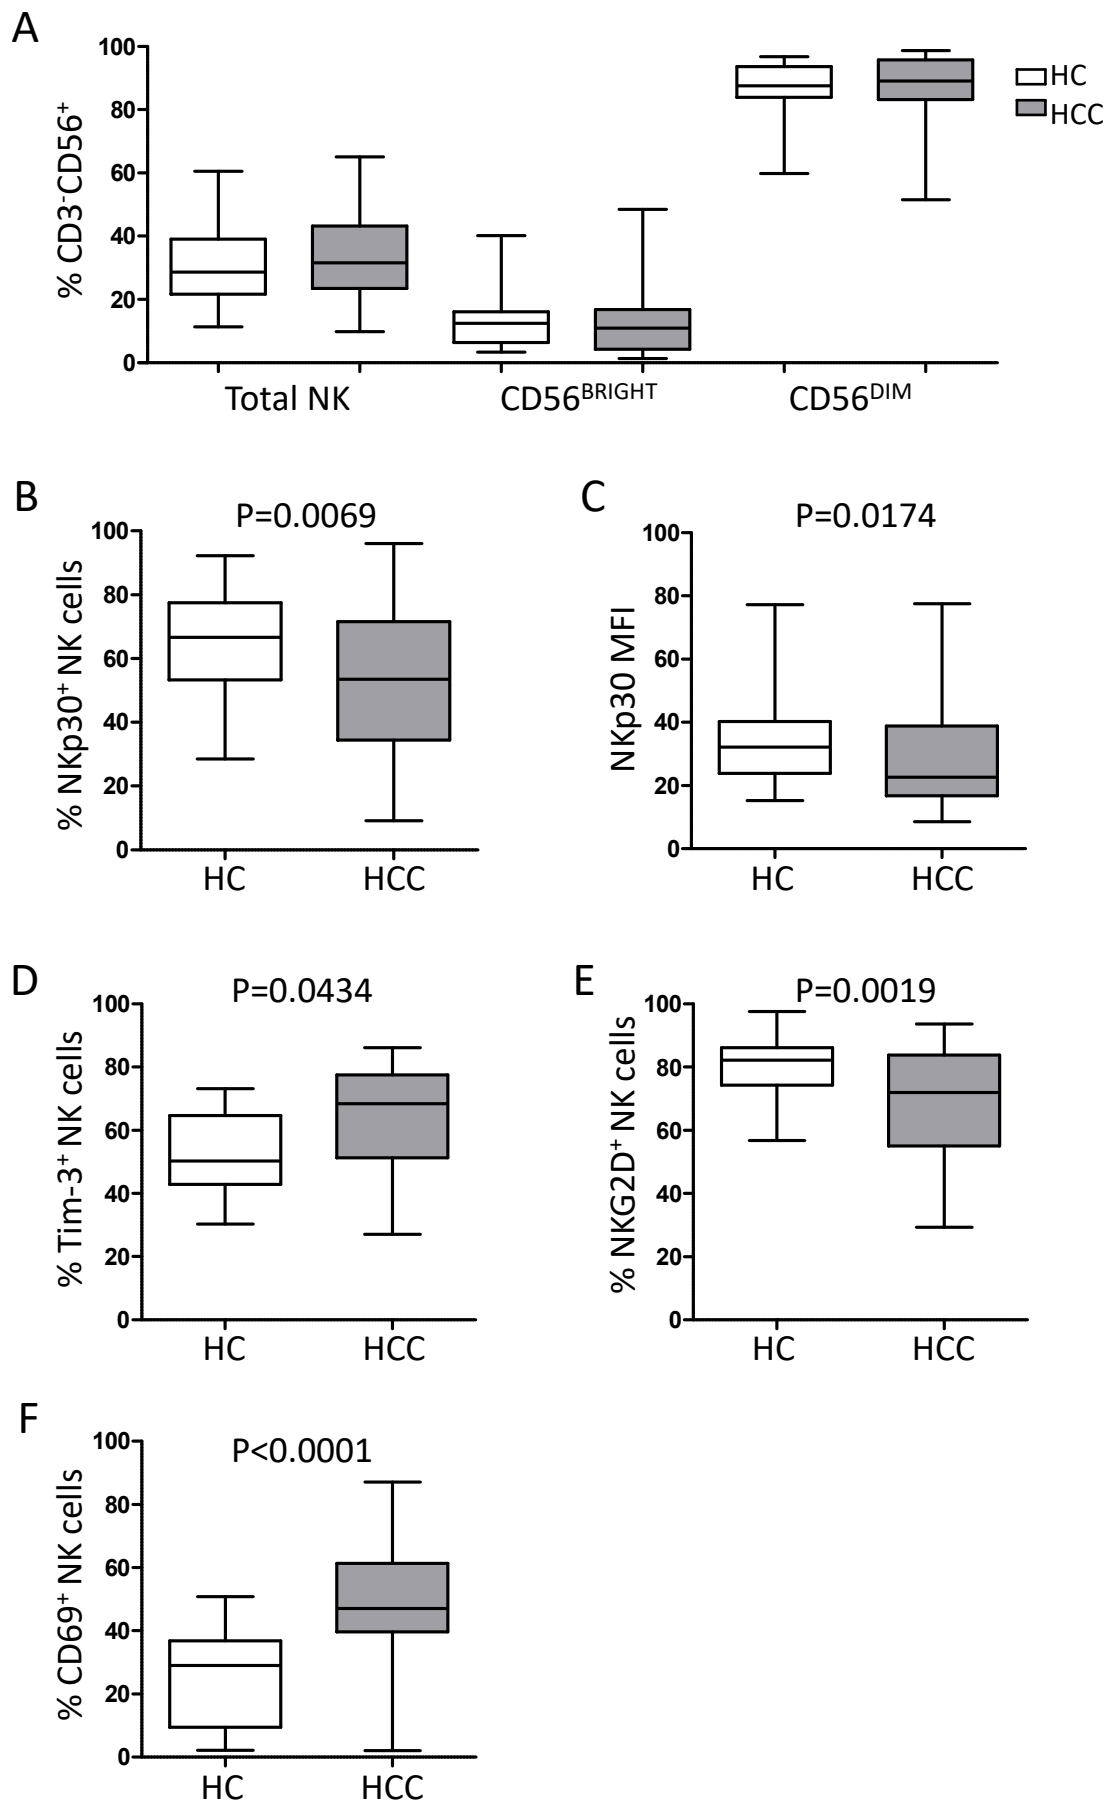 A
% CD3⁻CD56⁺
100
80
60
40
20
0
Total NK
CD56ᴮᴿᴵᴳᴴᵀ
CD56ᴰᴵᴹ
HC
HCC
B
P=0.0069
% NKp30⁺ NK cells
100
80
60
40
20
0
HC
HCC
C
P=0.0174
NKp30 MFI
100
80
60
40
20
0
HC
HCC
D
P=0.0434
% Tim-3⁺ NK cells
100
80
60
40
20
0
HC
HCC
E
P=0.0019
% NKG2D⁺ NK cells
100
80
60
40
20
0
HC
HCC
F
P<0.0001
% CD69⁺ NK cells
100
80
60
40
20
0
HC
HCC